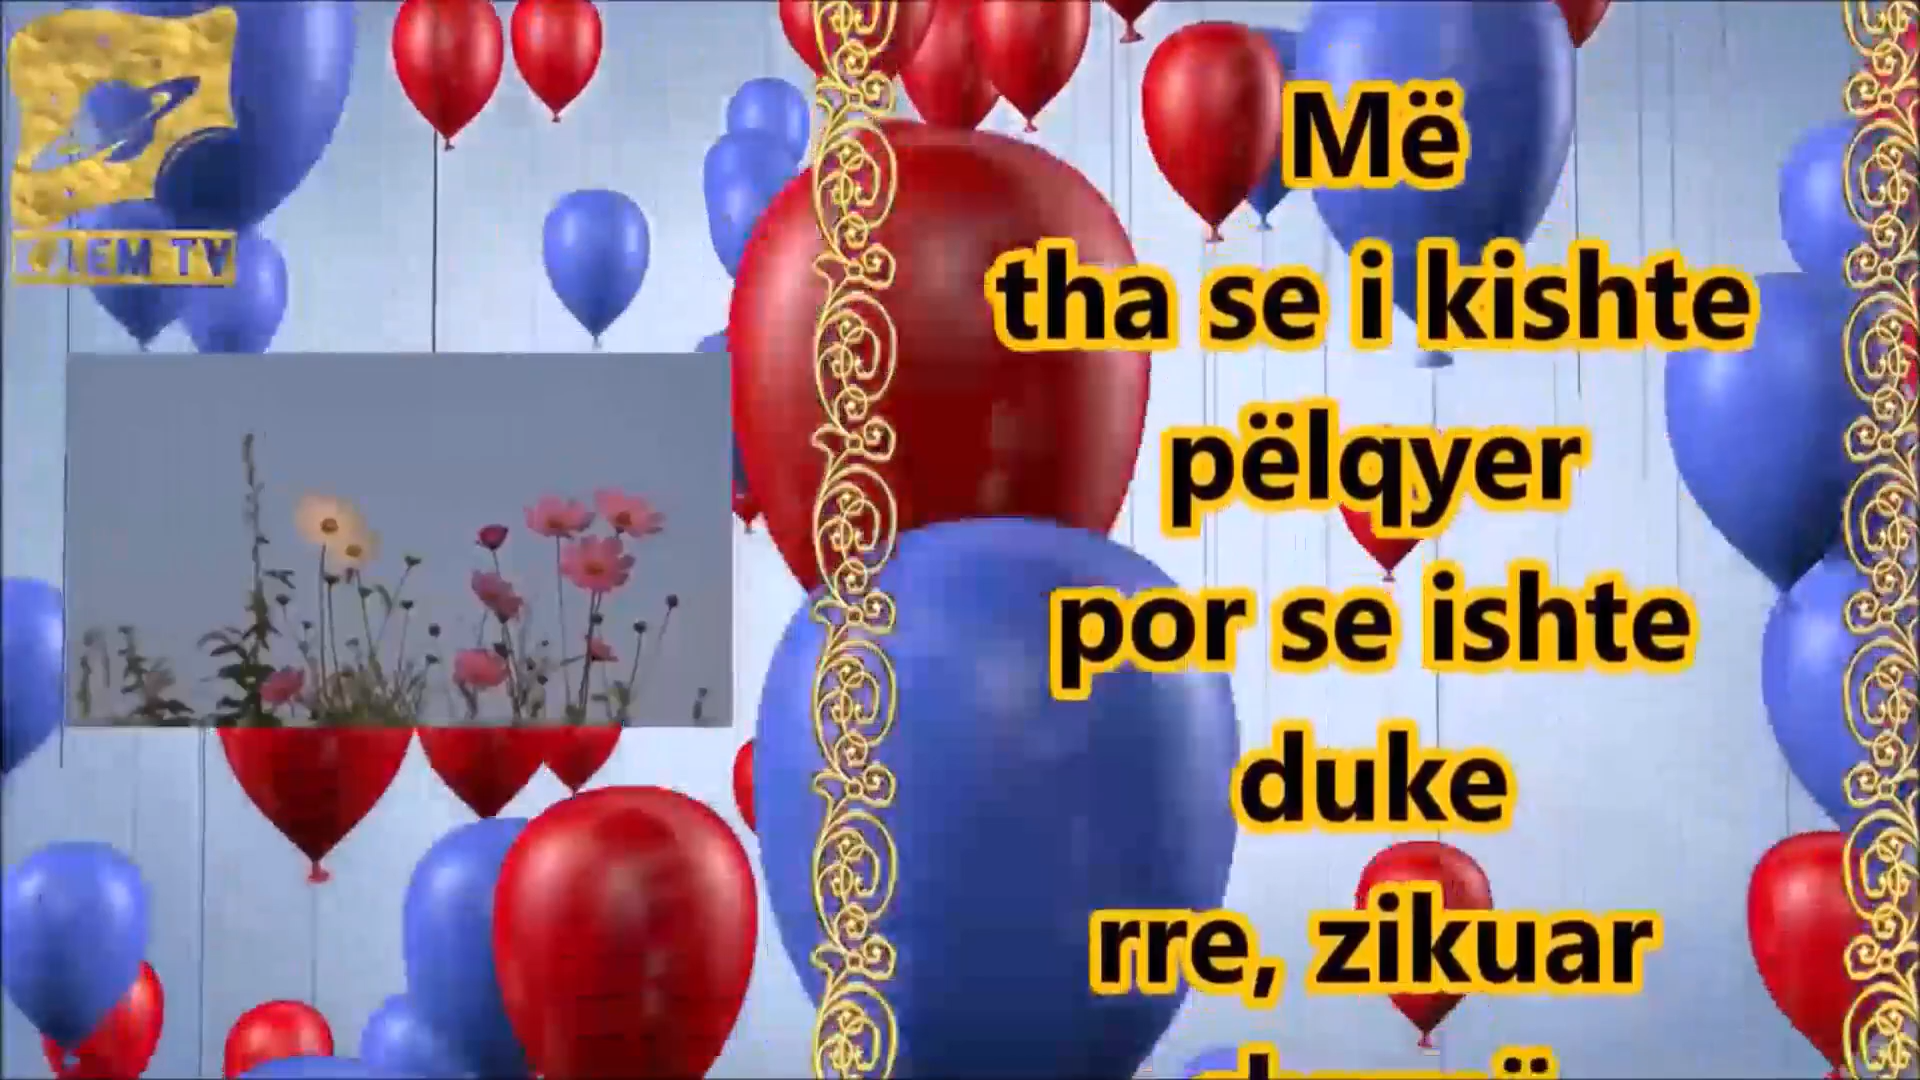 Më
tha se i kishte
pëlqyer
por se ishte
duke
rre, zikuar